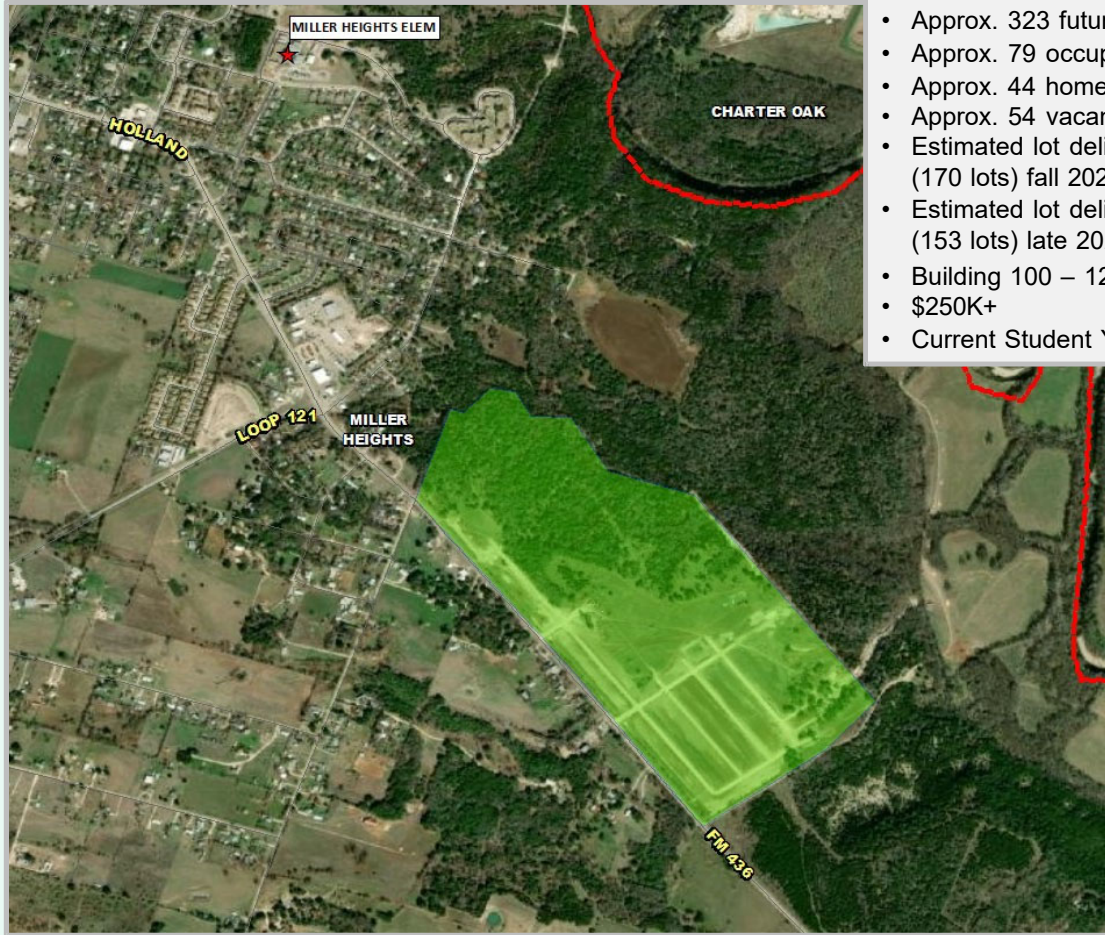 MILLER HEIGHTS ELEM
HOLLAND
CHARTER OAK
LOOP 121
MILLER
HEIGHTS
FM 436
• Approx. 323
• Approx. 79
• Approx. 44
• Approx. 54
• Estimated lot
(170 lots) fall
• Estimated lot
(153 lots) late
• Building 100 –
• $250K+
• Current Student